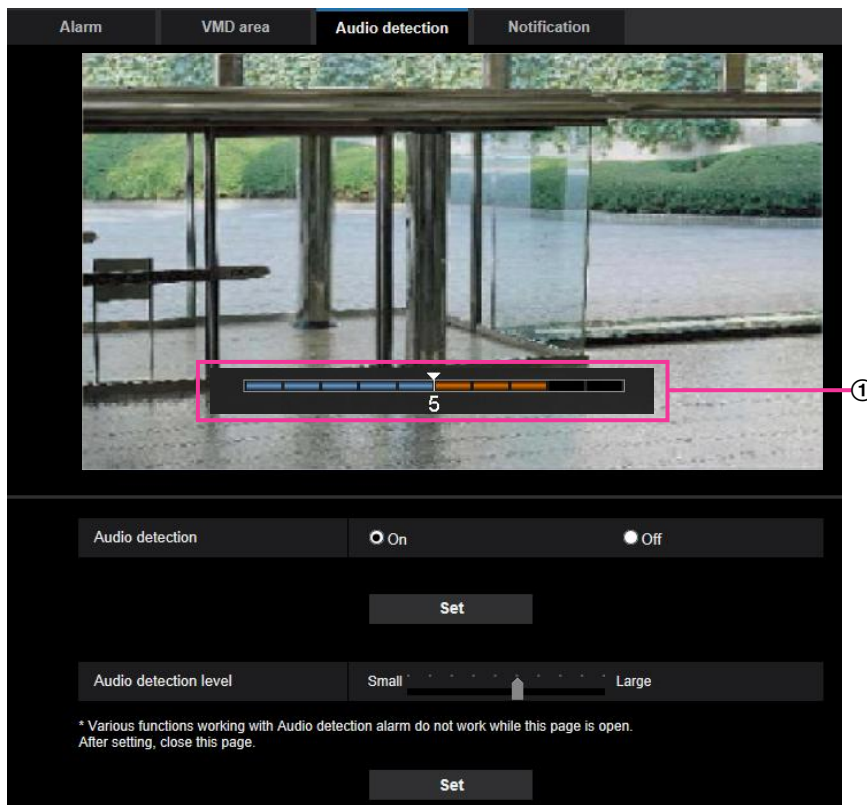 Alarm VMD area Audio detection Notification
5
①
Audio detection On Off
Set
Audio detection level Small Large
* Various functions working with Audio detection alarm do not work while this page is open.
After setting, close this page.
Set